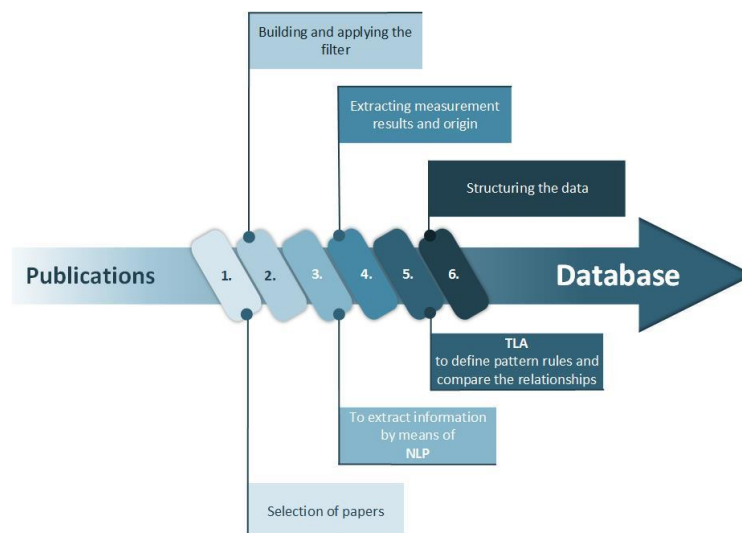 Building and applying the
filter
Extracting measurement
results and origin
Structuring the data
Publications
1.
2.
3.
4.
5.
6.
Database
TLA
to define pattern rules and
compare the relationships
To extract information
by means of
NLP
Selection of papers